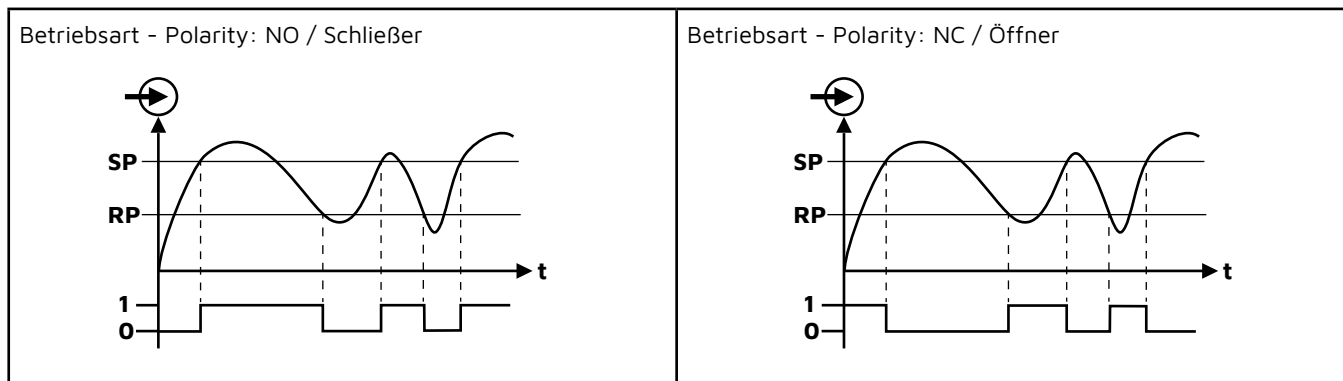 Betriebsart - Polarity: NO / Schließer
SP
RP
t
1
0
Betriebsart - Polarity: NC / Öffner
SP
RP
t
1
0